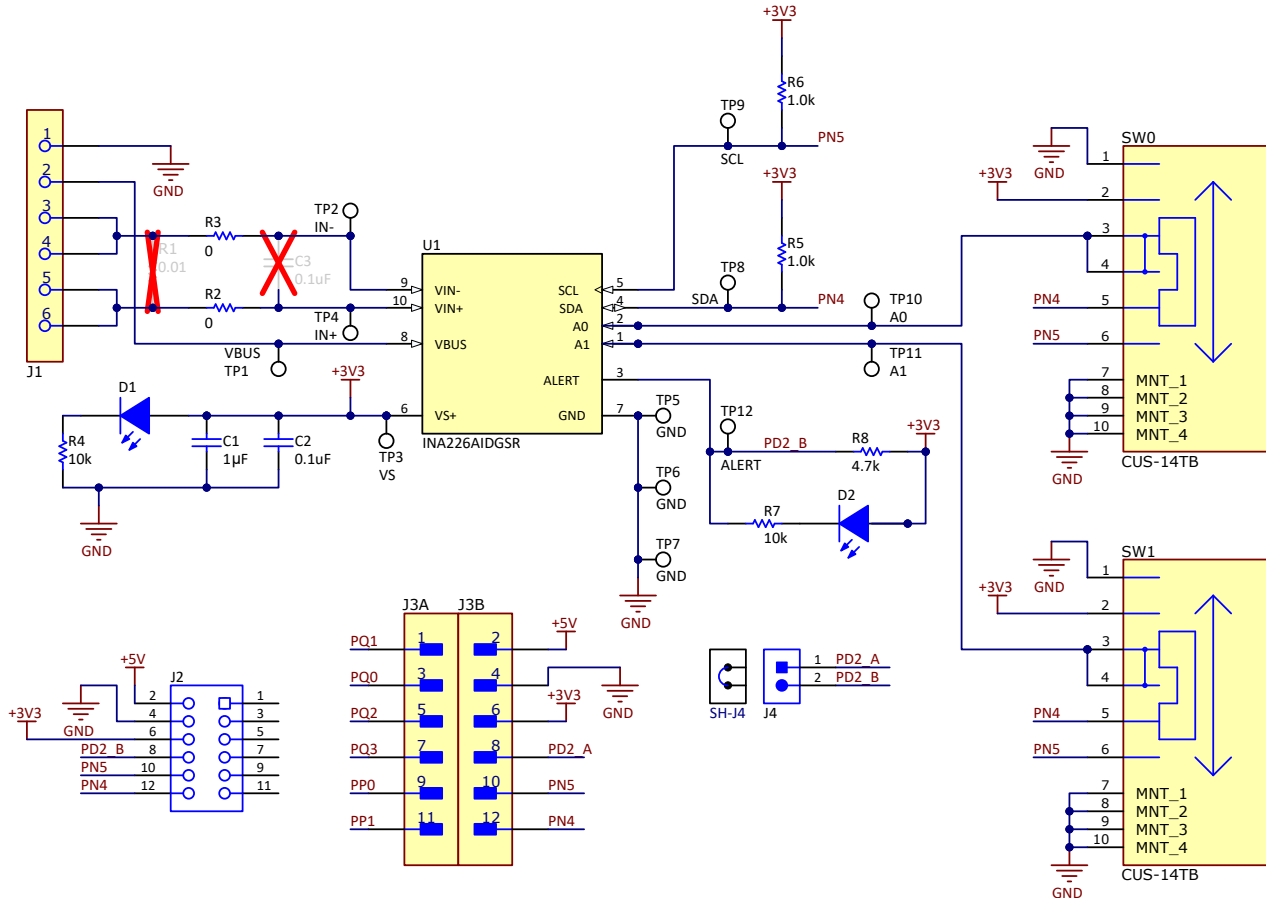 +3V3
R6
1.0k
TP9
SCL
PN5
+3V3
R5
1.0k
TP8
SDA
PN4
J1
1
2
3
4
5
6
GND
R1
0.01
R3
0
R2
0
C3
0.1uF
TP2
IN-
TP4
IN+
VBUS
TP1
+3V3
TP3
VS
D1
R4
10k
C1
1µF
C2
0.1uF
GND
U1
9 VIN-
10 VIN+
8 VBUS
6 VS+
SCL 5
SDA 4
A0 2
A1 1
ALERT 3
GND 7
INA226AIDGSR
TP10
A0
TP11
A1
TP5
GND
TP6
GND
TP7
GND
GND
TP12
ALERT
PD2_B
R8
4.7k
+3V3
R7
10k
D2
SW0
GND
+3V3
1
2
3
4
PN4 5
PN5 6
7 MNT_1
8 MNT_2
9 MNT_3
10 MNT_4
GND
CUS-14TB
SW1
GND
+3V3
1
2
3
4
PN4 5
PN5 6
7 MNT_1
8 MNT_2
9 MNT_3
10 MNT_4
GND
CUS-14TB
J2
+5V
GND
+3V3
2 1
4 3
6 5
PD2_B 8 7
PN5 10 9
PN4 12 11
J3A J3B
PQ1 1 2 +5V
PQ0 3 4 GND
PQ2 5 6 +3V3
PQ3 7 8 PD2_A
PP0 9 10 PN5
PP1 11 12 PN4
SH-J4
J4
1 PD2_A
2 PD2_B